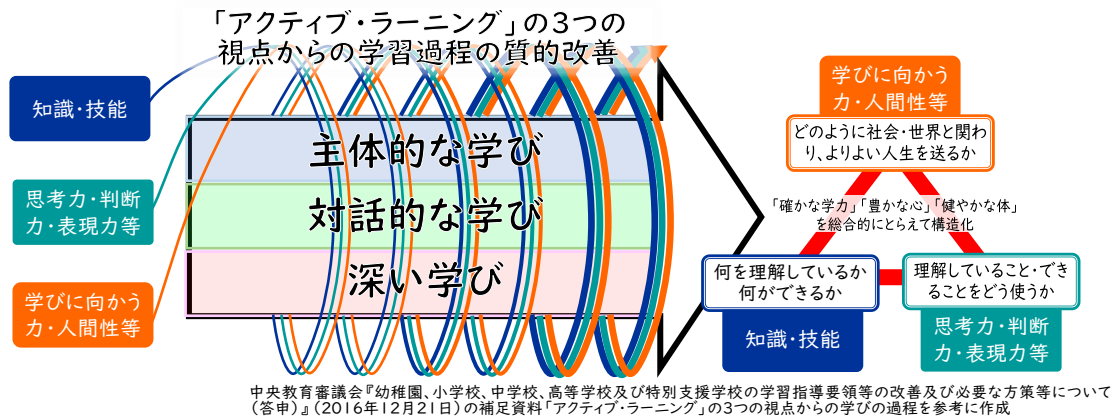 「アクティブ・ラーニング」の3つの
視点からの学習過程の質的改善
知識・技能
思考力・判断
力・表現力等
学びに向かう
力・人間性等
主体的な学び
対話的な学び
深い学び
学びに向かう
力・人間性等
どのように社会・世界と関わ
り、よりよい人生を送るか
「確かな学力」「豊かな心」「健やかな体」
を総合的にとらえて構造化
何を理解しているか
何ができるか
知識・技能
理解していること・でき
ることをどう使うか
思考力・判断
力・表現力等
中央教育審議会『幼稚園、小学校、中学校、高等学校及び特別支援学校の学習指導要領等の改善及び必要な方策等について
（答申）』（2016年12月21日）の補足資料「アクティブ・ラーニング」の3つの視点からの学びの過程を参考に作成